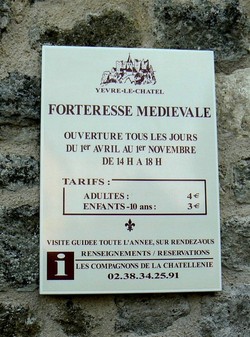 YEVRE-LE-CHATEL
FORTERESSE MEDIEVALE
OUVERTURE TOUS LES JOURS
DU 1er AVRIL AU 1er NOVEMBRE
DE 14 H A 18 H
TARIFS :
ADULTES : 4 €
ENFANTS -10 ans : 3 €
VISITE GUIDEE TOUTE L'ANNEE, SUR RENDEZ-VOUS
i RENSEIGNEMENTS / RESERVATIONS
LES COMPAGNONS DE LA CHATELLENIE
02.38.34.25.91